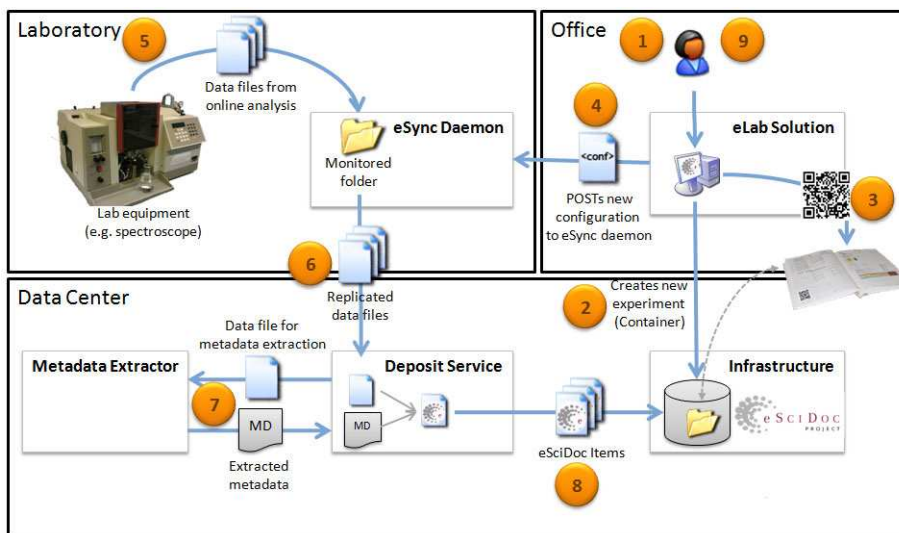 Laboratory
5
Data files from
online analysis
eSync Daemon
Monitored
folder
Lab equipment
(e.g. spectroscope)
Office
1
9
4
<conf>
POSTs new
configuration
to eSync daemon
eLab Solution
3
6
Replicated
data files
2
Creates new
experiment
(Container)
Data Center
Data file for
metadata extraction
Metadata Extractor
7
MD
Extracted
metadata
Deposit Service
MD
eSciDoc Items
8
Infrastructure
eSciDoc
PROJECT